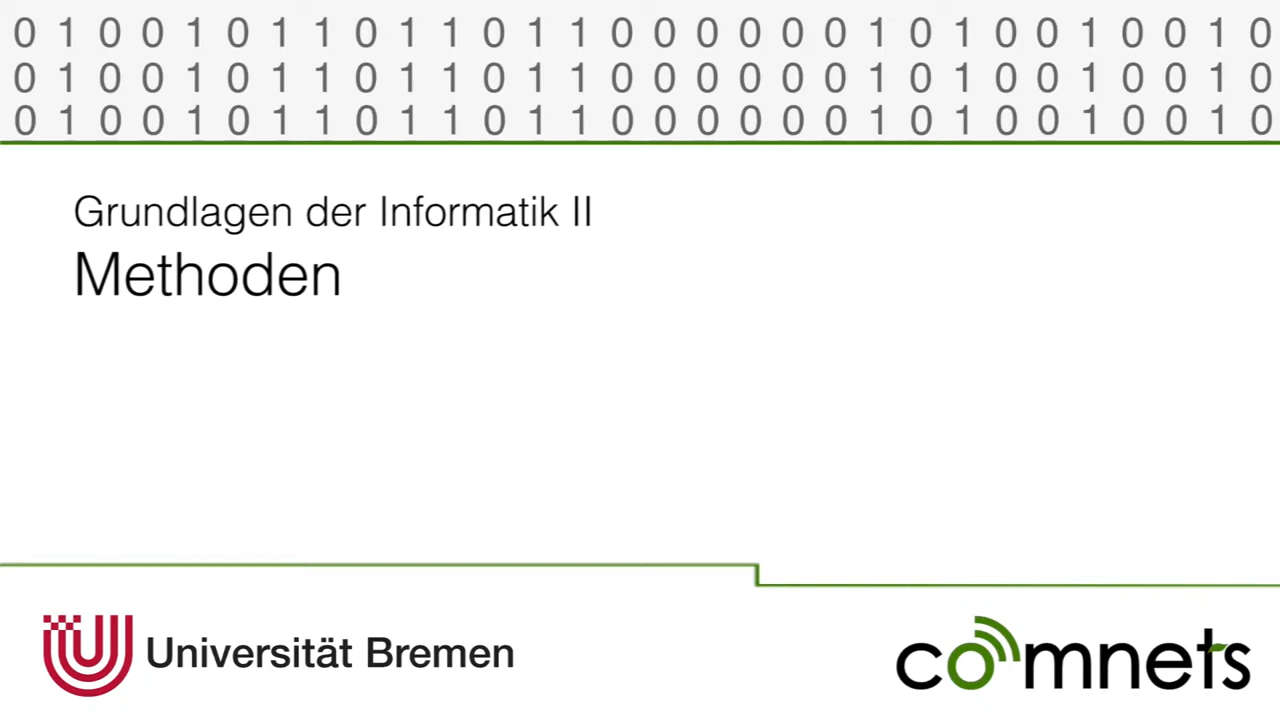 0 1 0 0 1 0 1 1 0 1 1 0 1 1 0 0 0 0 0 0 1 0 1 0 0 1 0 0 1 0
0 1 0 0 1 0 1 1 0 1 1 0 1 1 0 0 0 0 0 0 1 0 1 0 0 1 0 0 1 0
0 1 0 0 1 0 1 1 0 1 1 0 1 1 0 0 0 0 0 0 1 0 1 0 0 1 0 0 1 0
Grundlagen der Informatik II
Methoden
Universität Bremen
comnets